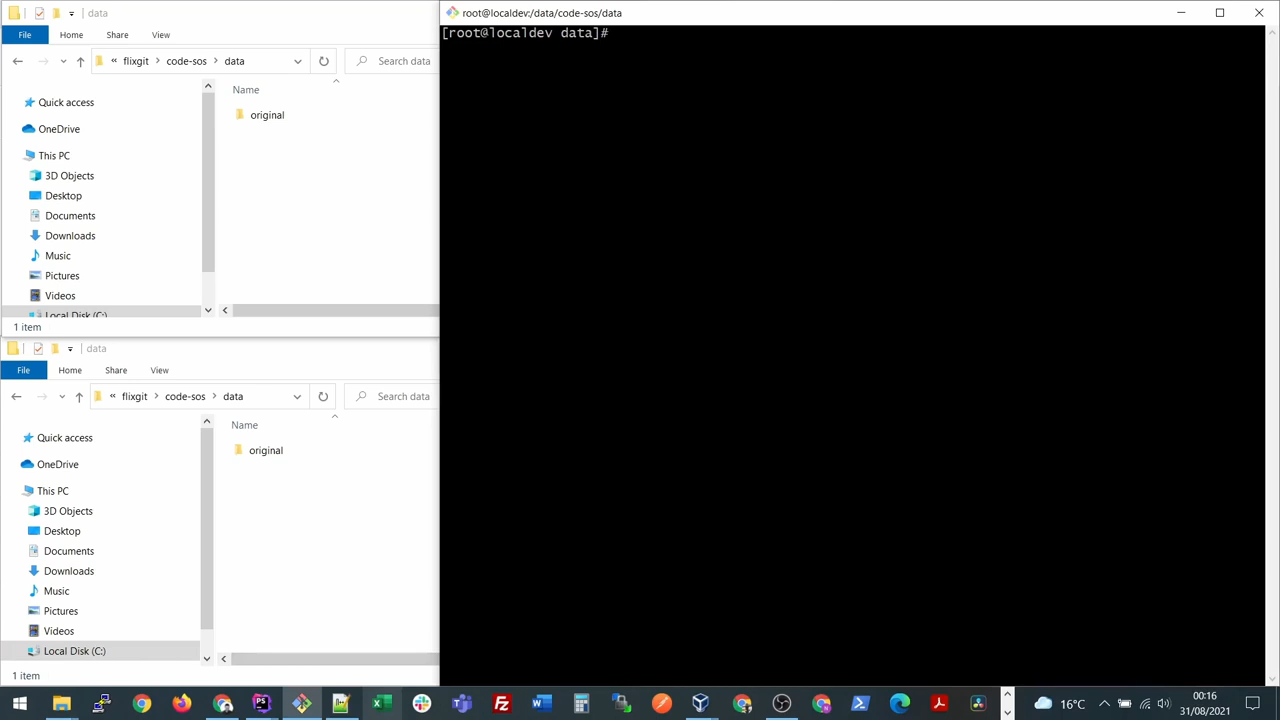 data
File Home Share View
« flixgit > code-sos > data
Search data
Name
original
Quick access
OneDrive
This PC
3D Objects
Desktop
Documents
Downloads
Music
Pictures
Videos
Local Disk (C:)
1 item
data
File Home Share View
« flixgit > code-sos > data
Search data
Name
original
Quick access
OneDrive
This PC
3D Objects
Desktop
Documents
Downloads
Music
Pictures
Videos
Local Disk (C:)
1 item
root@localdev:/data/code-sos/data
[root@localdev data]#
16°C
00:16
31/08/2021